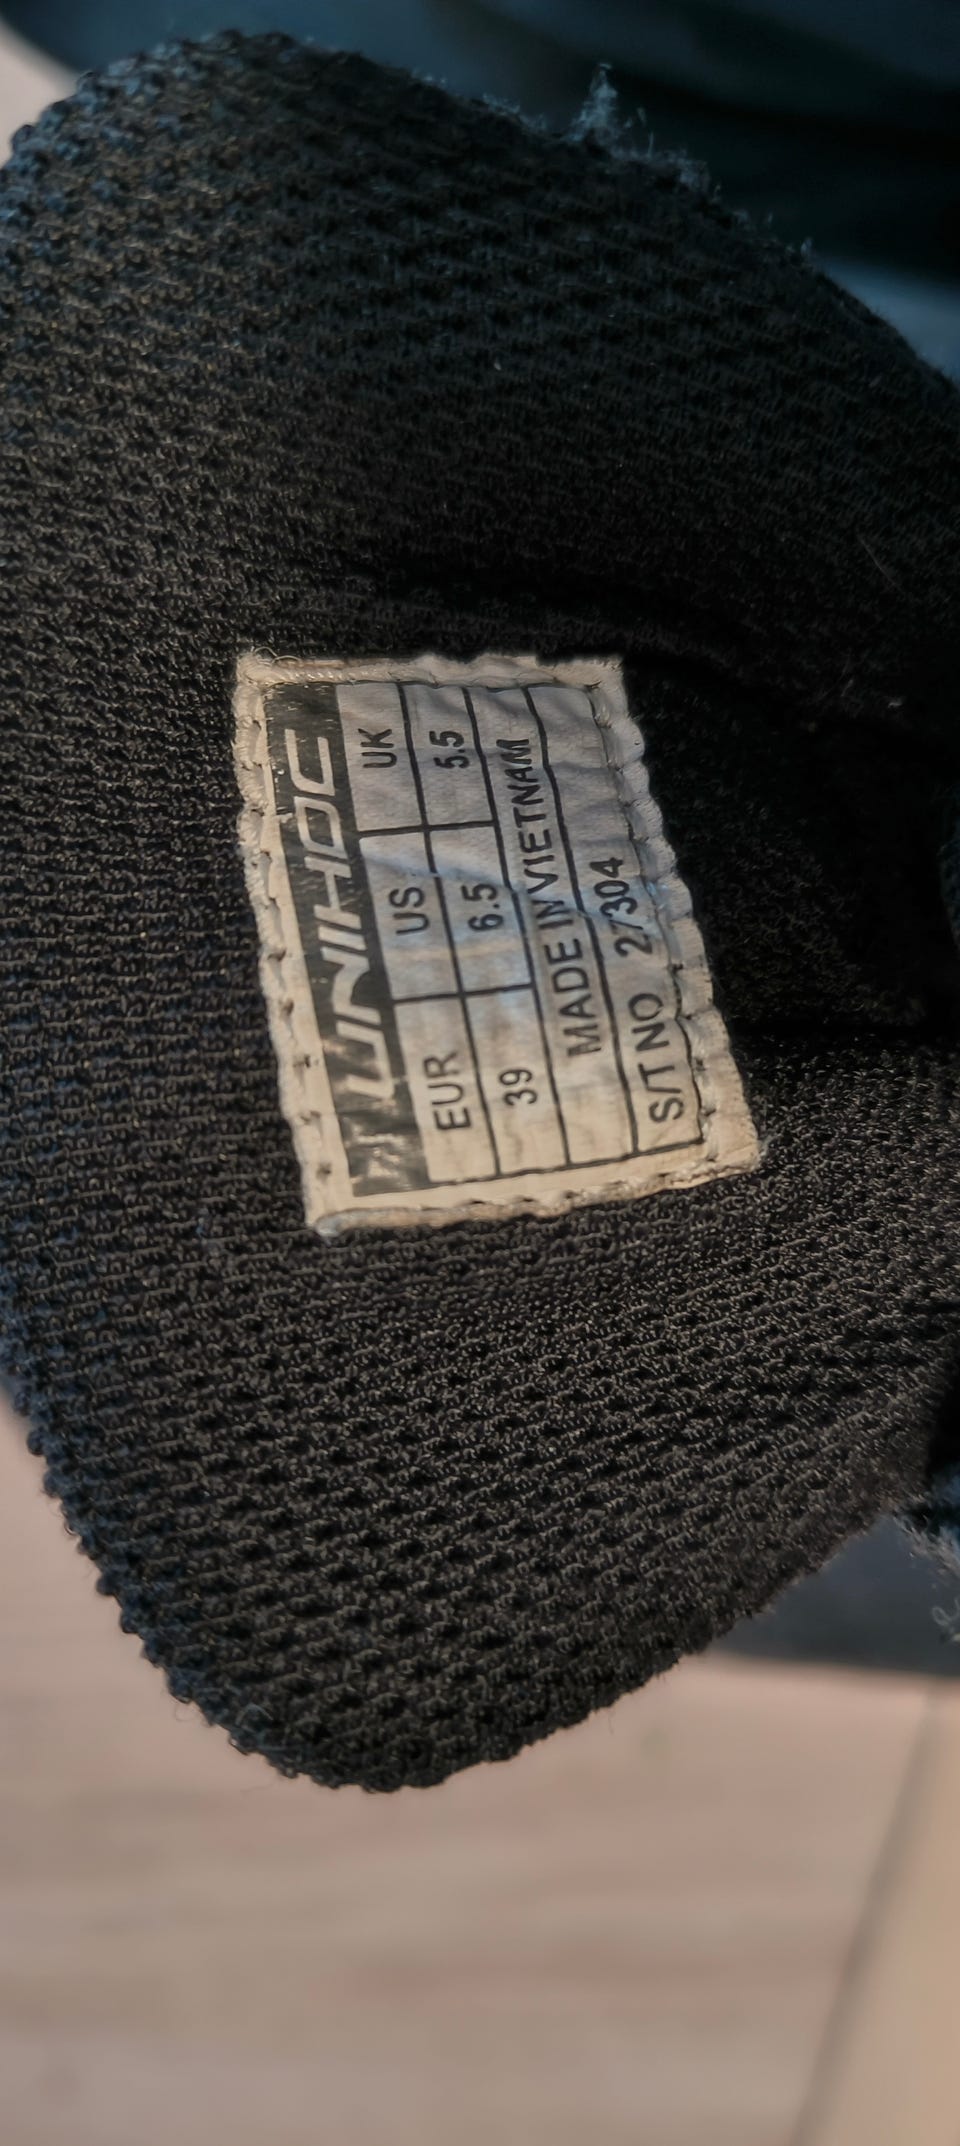 UNIHOC
EUR US UK
39 6.5 5.5
MADE IN VIETNAM
S/T NO 27304